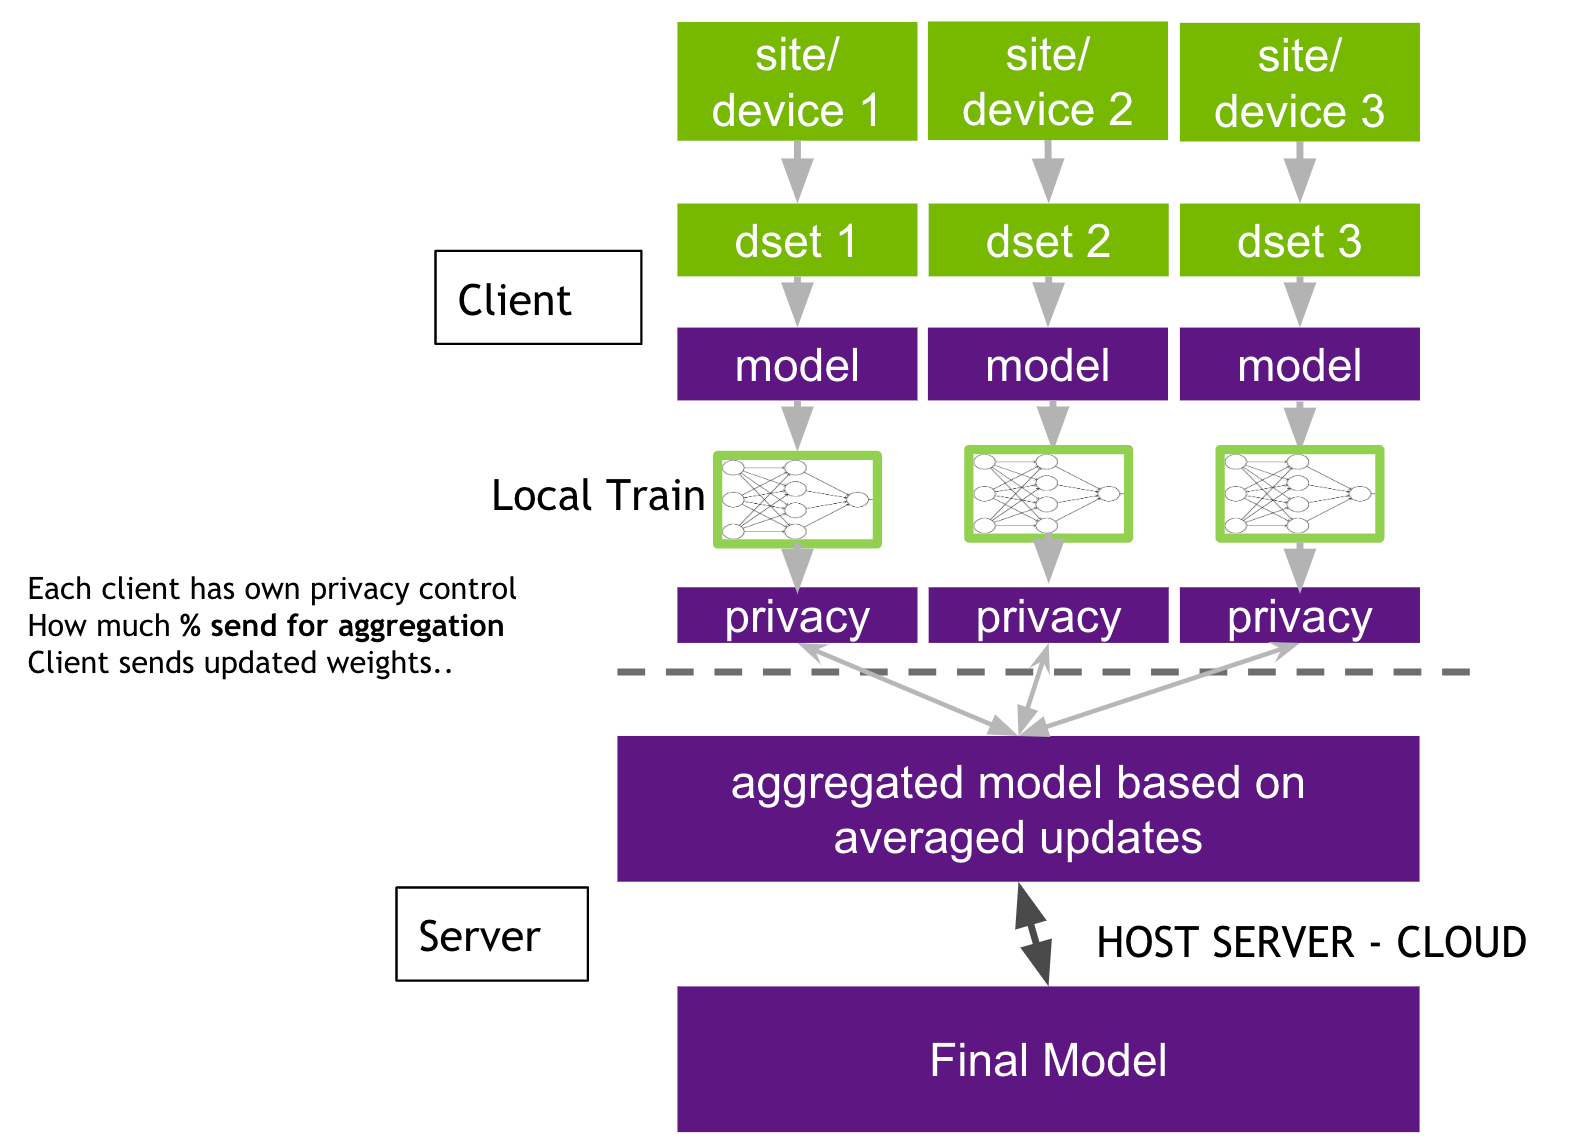 site/
device 1
site/
device 2
site/
device 3
dset 1
dset 2
dset 3
Client
model
model
model
Local Train
Each client has own privacy control
How much % send for aggregation
Client sends updated weights..
privacy
privacy
privacy
aggregated model based on
averaged updates
Server
HOST SERVER - CLOUD
Final Model